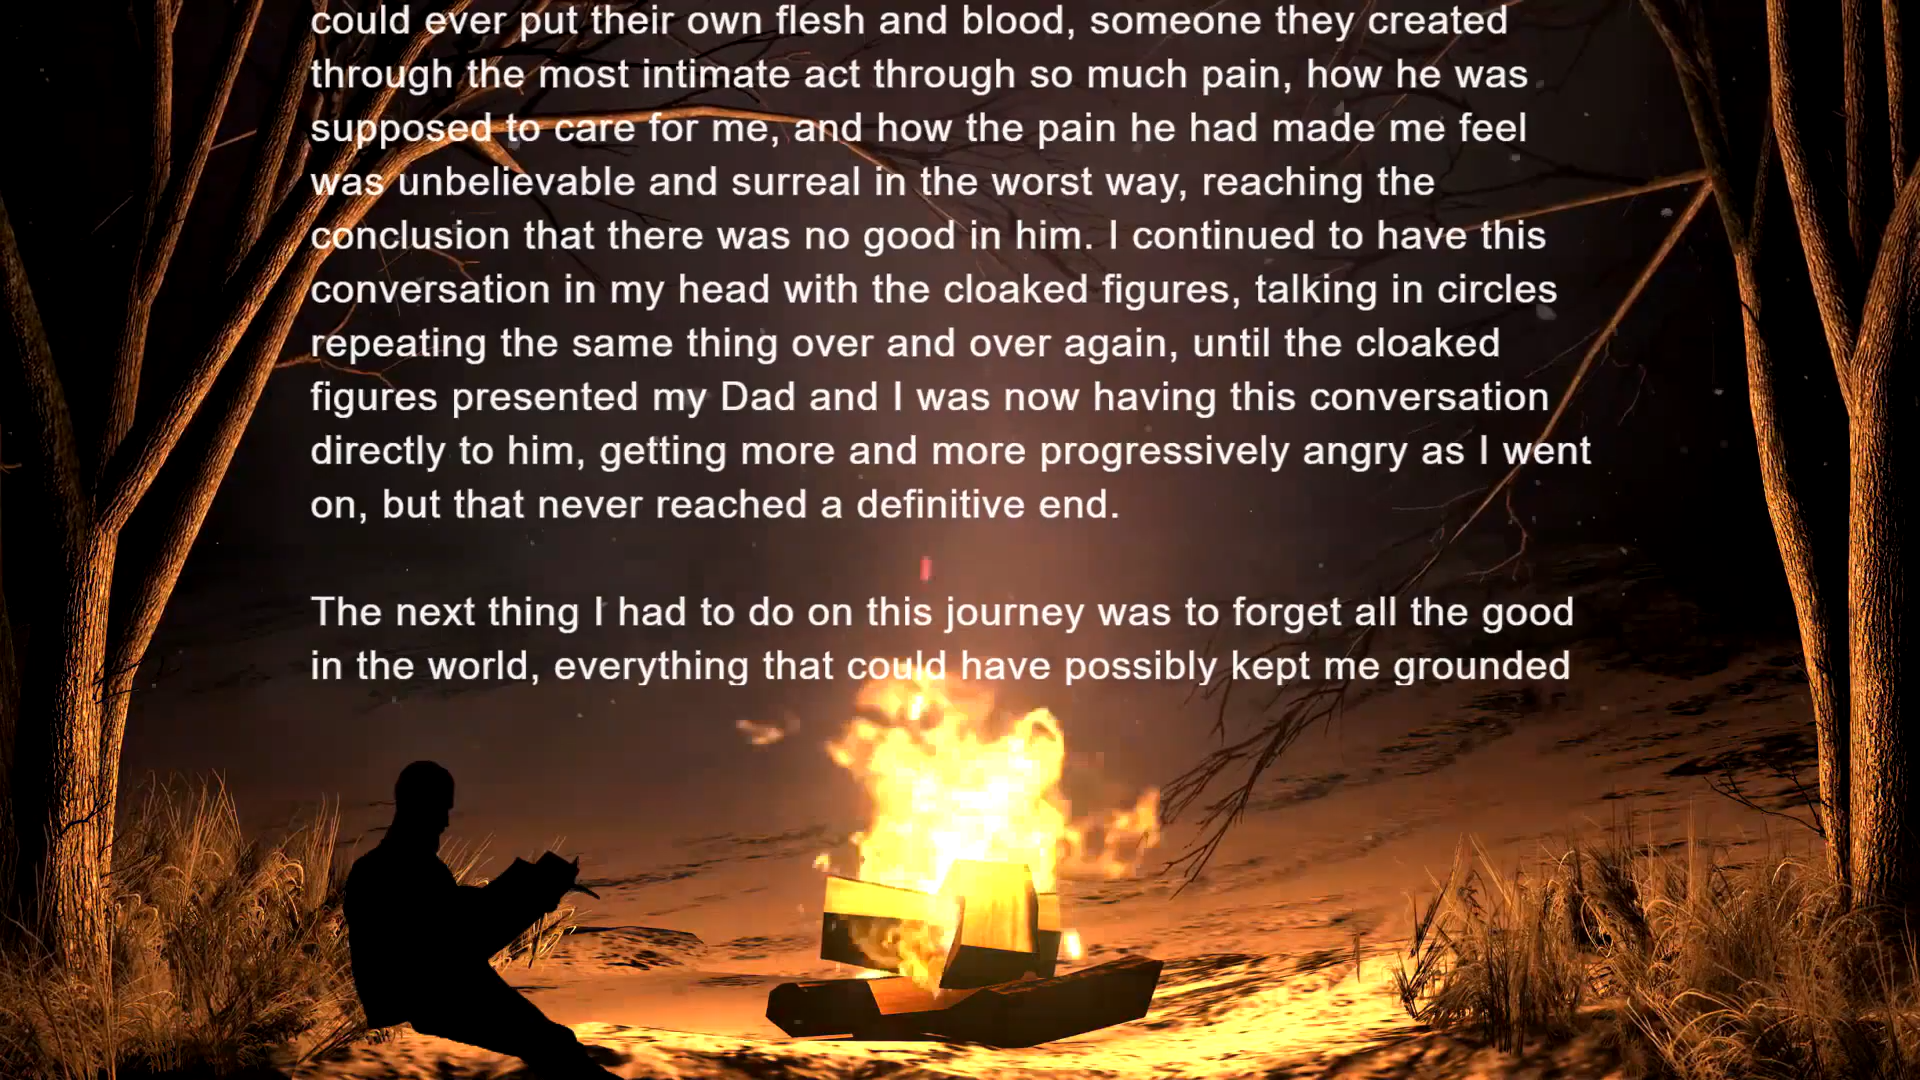 could ever put their own flesh and blood, someone they created
through the most intimate act through so much pain, how he was
supposed to care for me, and how the pain he had made me feel
was unbelievable and surreal in the worst way, reaching the
conclusion that there was no good in him. I continued to have this
conversation in my head with the cloaked figures, talking in circles
repeating the same thing over and over again, until the cloaked
figures presented my Dad and I was now having this conversation
directly to him, getting more and more progressively angry as I went
on, but that never reached a definitive end.
The next thing I had to do on this journey was to forget all the good
in the world, everything that could have possibly kept me grounded